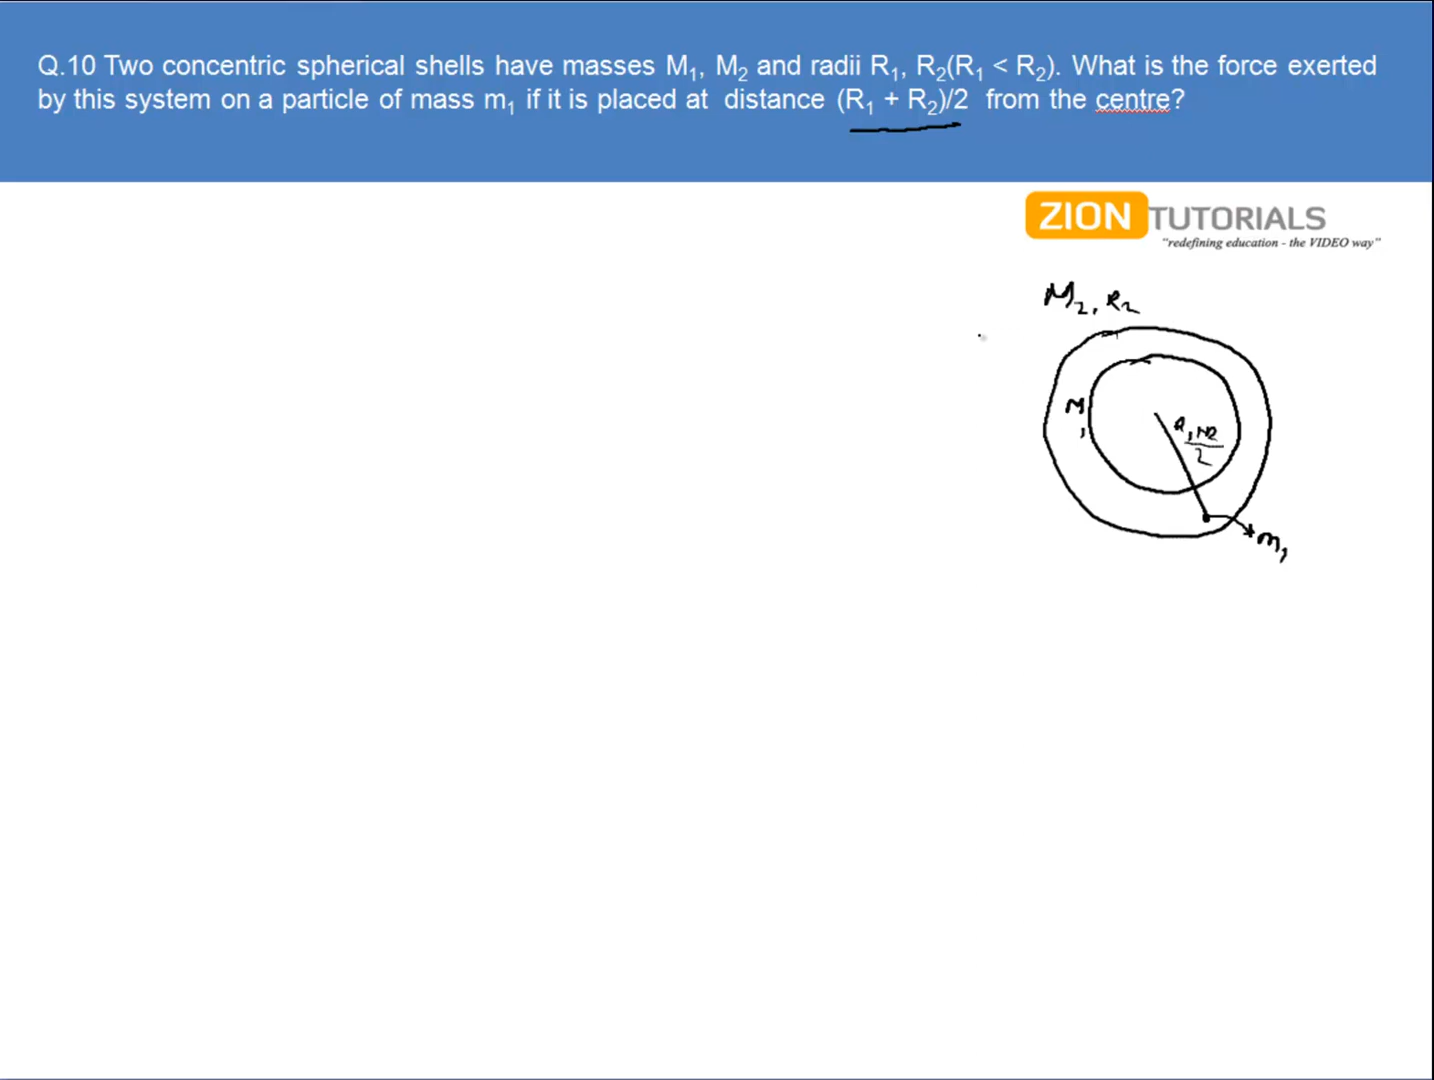 Q.10 Two concentric spherical shells have masses M₁, M₂ and radii R₁, R₂(R₁ < R₂). What is the force exerted
by this system on a particle of mass m₁ if it is placed at distance (R₁ + R₂)/2 from the centre?
ZION TUTORIALS
"redefining education - the VIDEO way"
M₂, R₂
M₁
R₁+R2
2
m₁